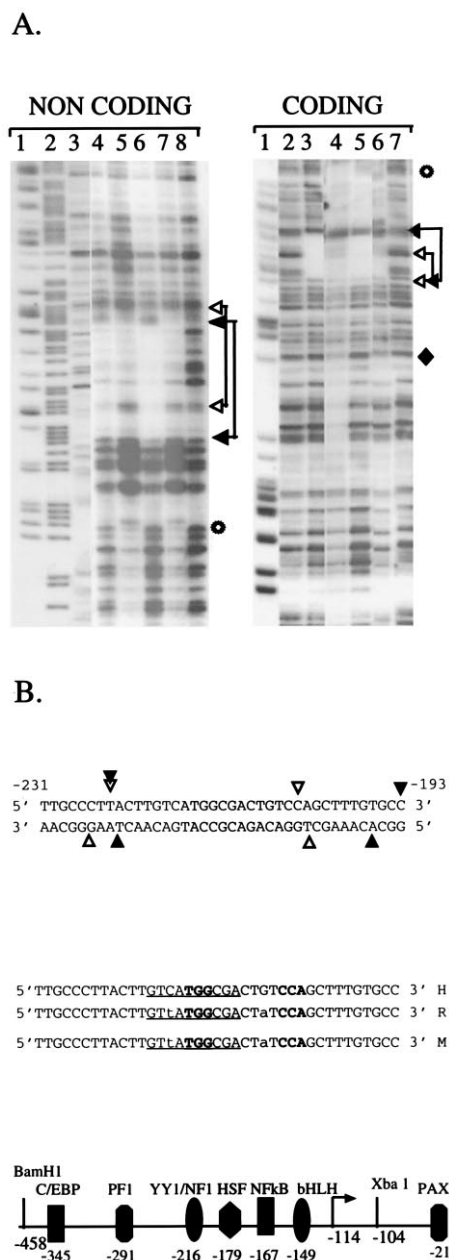 A.
NON CODING
CODING
1 2 3 4 5 6 7 8
1 2 3 4 5 6 7
B.
-231
-193
5' TTGCCCTTACTTGTCATGGCGACTGTCCAGCTTTGTGCC 3'
3' AACGGGAATCAACAGTACCGCAGACAGGTCGAAACACGG 5'
5'TTGCCCTTACTTGTCATGGCGACTGTCCAGCTTTGTGCC 3' H
5'TTGCCCTTACTTGTtATGGCGACTaTCCAGCTTTGTGCC 3' R
5'TTGCCCTTACTTGTtATGGCGACTaTCCAGCTTTGTGCC 3' M
BamH1
C/EBP
PF1
YY1/NF1
HSF
NFkB
bHLH
Xba 1
PAX
-458
-345
-291
-216
-179
-167
-149
-114
-104
-21